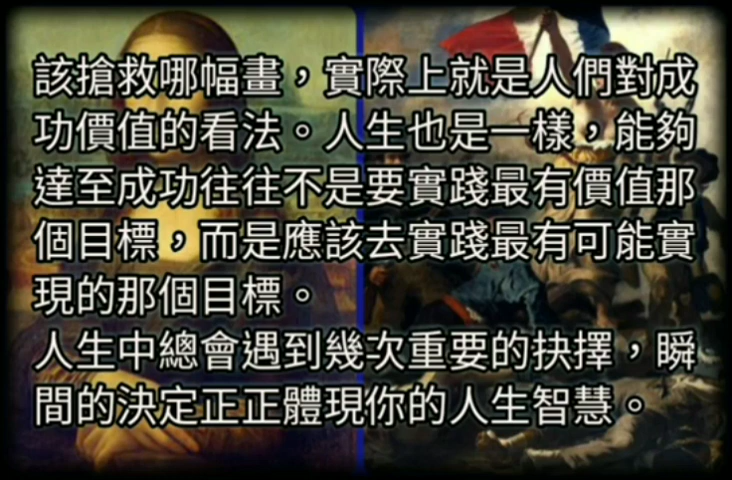 該搶救哪幅畫，實際上就是人們對成
功價值的看法。人生也是一樣，能夠
達至成功往往不是要實踐最有價值那
個目標，而是應該去實踐最有可能實
現的那個目標。
人生中總會遇到幾次重要的抉擇，瞬
間的決定正正體現你的人生智慧。